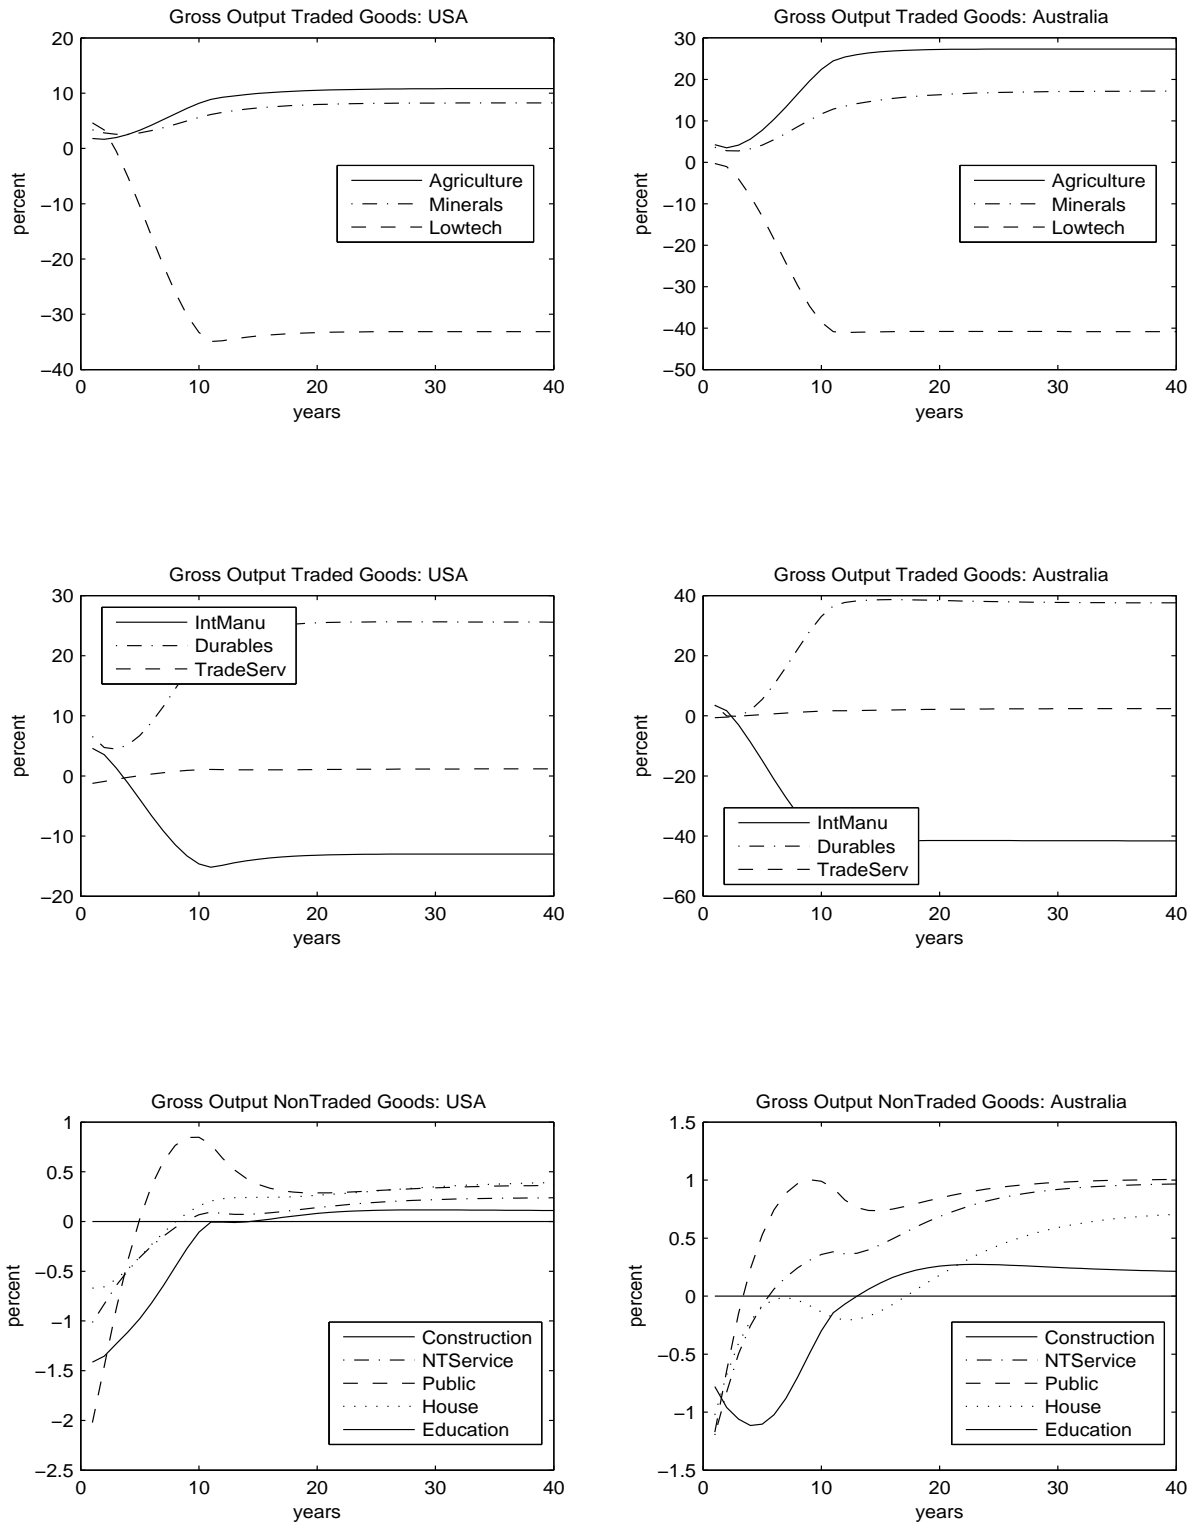 Gross Output Traded Goods: USA
20
10
0
−10
−20
−30
−40
percent
Agriculture
Minerals
Lowtech
0 10 20 30 40
years
Gross Output Traded Goods: Australia
30
20
10
0
−10
−20
−30
−40
−50
percent
Agriculture
Minerals
Lowtech
0 10 20 30 40
years
Gross Output Traded Goods: USA
30
20
10
0
−10
−20
percent
IntManu
Durables
TradeServ
0 10 20 30 40
years
Gross Output Traded Goods: Australia
40
20
0
−20
−40
−60
percent
IntManu
Durables
TradeServ
0 10 20 30 40
years
Gross Output NonTraded Goods: USA
1
0.5
0
−0.5
−1
−1.5
−2
−2.5
percent
Construction
NTService
Public
House
Education
0 10 20 30 40
years
Gross Output NonTraded Goods: Australia
1.5
1
0.5
0
−0.5
−1
−1.5
percent
Construction
NTService
Public
House
Education
0 10 20 30 40
years